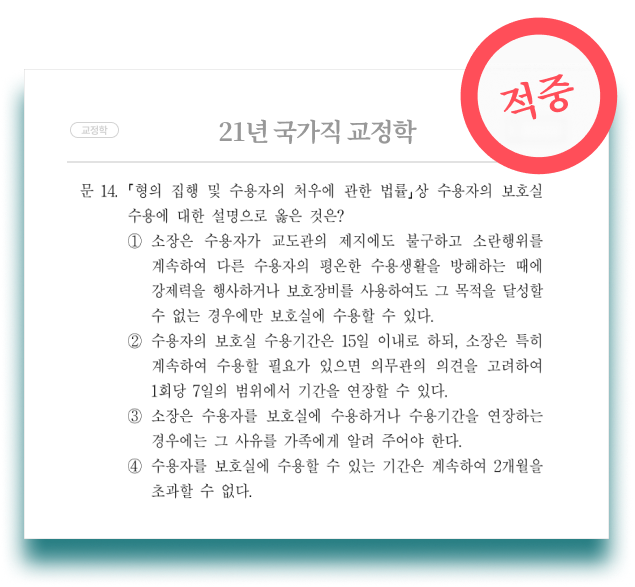 적중
교정학
21년 국가직 교정학
문 14. ｢형의 집행 및 수용자의 처우에 관한 법률｣상 수용자의 보호실
수용에 대한 설명으로 옳은 것은?
① 소장은 수용자가 교도관의 제지에도 불구하고 소란행위를
계속하여 다른 수용자의 평온한 수용생활을 방해하는 때에
강제력을 행사하거나 보호장비를 사용하여도 그 목적을 달성할
수 없는 경우에만 보호실에 수용할 수 있다.
② 수용자의 보호실 수용기간은 15일 이내로 하되, 소장은 특히
계속하여 수용할 필요가 있으면 의무관의 의견을 고려하여
1회당 7일의 범위에서 기간을 연장할 수 있다.
③ 소장은 수용자를 보호실에 수용하거나 수용기간을 연장하는
경우에는 그 사유를 가족에게 알려 주어야 한다.
④ 수용자를 보호실에 수용할 수 있는 기간은 계속하여 2개월을
초과할 수 없다.